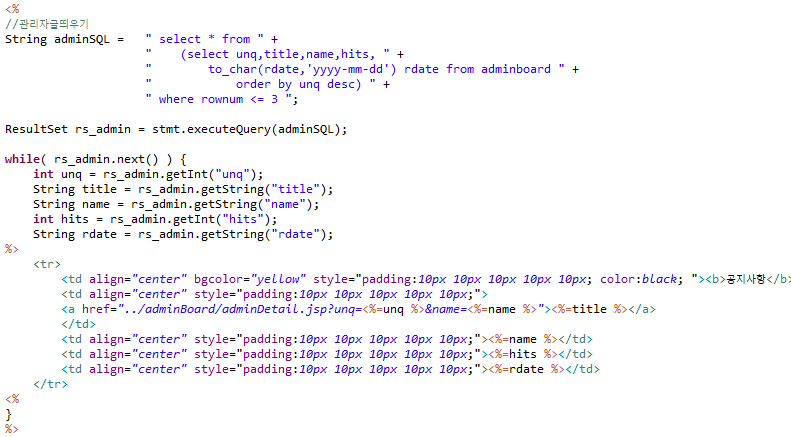 <%
//관리자글띄우기
String adminSQL =   " select * from " +
                    "    (select unq,title,name,hits, " +
                    "        to_char(rdate,'yyyy-mm-dd') rdate from adminboard " +
                    "            order by unq desc) " +
                    " where rownum <= 3 ";
ResultSet rs_admin = stmt.executeQuery(adminSQL);
while( rs_admin.next() ) {
    int unq = rs_admin.getInt("unq");
    String title = rs_admin.getString("title");
    String name = rs_admin.getString("name");
    int hits = rs_admin.getInt("hits");
    String rdate = rs_admin.getString("rdate");
%>
    <tr>
        <td align="center" bgcolor="yellow" style="padding:10px 10px 10px 10px 10px; color:black; "><b>공지사항</b>
        <td align="center" style="padding:10px 10px 10px 10px 10px;">
        <a href="../adminBoard/adminDetail.jsp?unq=<%=unq %>&name=<%=name %>"><%=title %></a>
        </td>
        <td align="center" style="padding:10px 10px 10px 10px 10px;"><%=name %></td>
        <td align="center" style="padding:10px 10px 10px 10px 10px;"><%=hits %></td>
        <td align="center" style="padding:10px 10px 10px 10px 10px;"><%=rdate %></td>
    </tr>
<%
}
%>